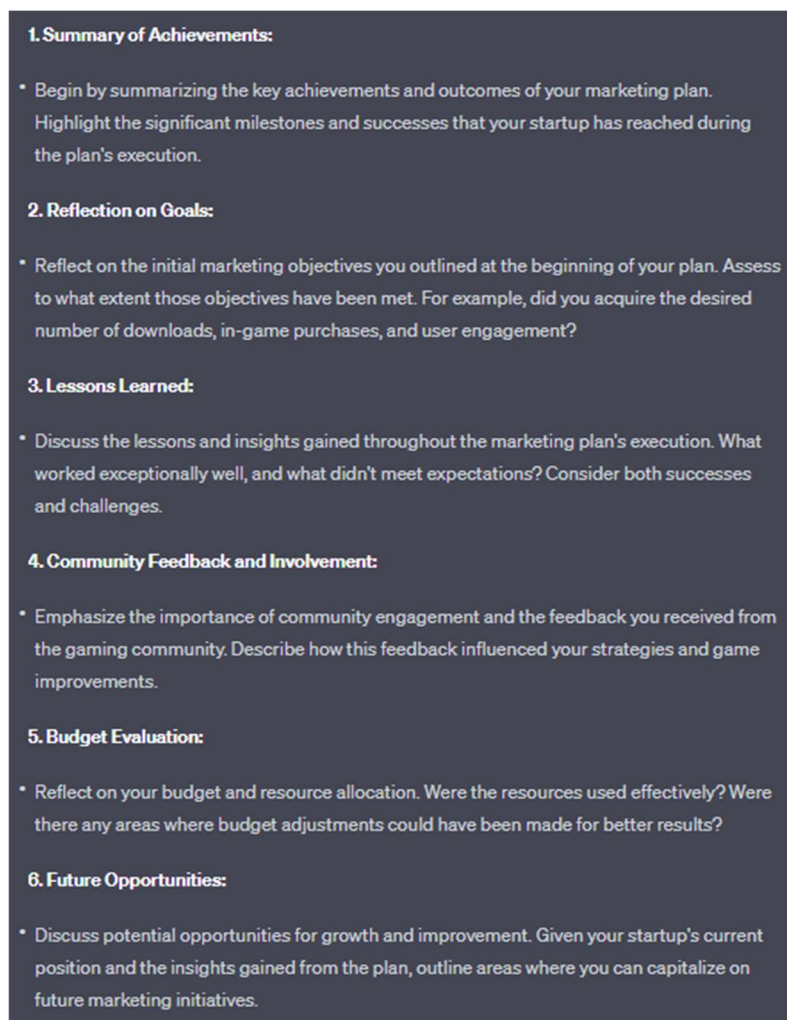 1. Summary of Achievements:
• Begin by summarizing the key achievements and outcomes of your marketing plan.
Highlight the significant milestones and successes that your startup has reached during
the plan's execution.
2. Reflection on Goals:
• Reflect on the initial marketing objectives you outlined at the beginning of your plan. Assess
to what extent those objectives have been met. For example, did you acquire the desired
number of downloads, in-game purchases, and user engagement?
3. Lessons Learned:
• Discuss the lessons and insights gained throughout the marketing plan's execution. What
worked exceptionally well, and what didn't meet expectations? Consider both successes
and challenges.
4. Community Feedback and Involvement:
• Emphasize the importance of community engagement and the feedback you received from
the gaming community. Describe how this feedback influenced your strategies and game
improvements.
5. Budget Evaluation:
• Reflect on your budget and resource allocation. Were the resources used effectively? Were
there any areas where budget adjustments could have been made for better results?
6. Future Opportunities:
• Discuss potential opportunities for growth and improvement. Given your startup's current
position and the insights gained from the plan, outline areas where you can capitalize on
future marketing initiatives.